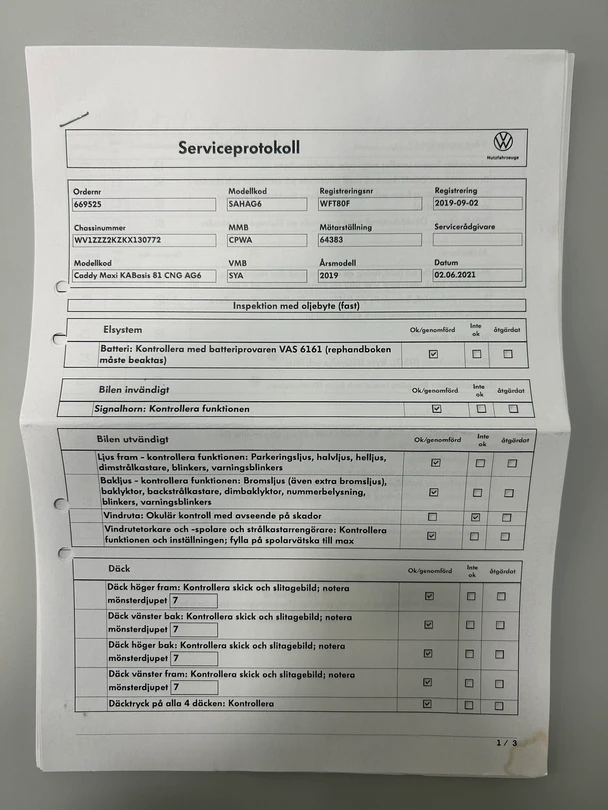 Serviceprotokoll
Nutzfahrzeuge
Ordernr Modellkod Registreringsnr Registrering
669525 SAHAG6 WFT80F 2019-09-02
Chassinummer MMB Mätarställning Servicerådgivare
WV1ZZZ2KZKX130772 CPWA 64383
Modellkod VMB Årsmodell Datum
Caddy Maxi KABasis 81 CNG AG6 SYA 2019 02.06.2021
Inspektion med oljebyte (fast)
Elsystem Ok/genomförd Inte ok åtgärdat
Batteri: Kontrollera med batteriprovaren VAS 6161 (rephandboken
måste beaktas)
Bilen invändigt Ok/genomförd Inte ok åtgärdat
Signalhorn: Kontrollera funktionen
Bilen utvändigt Ok/genomförd Inte ok åtgärdat
Ljus fram - kontrollera funktionen: Parkeringsljus, halvljus, helljus,
dimstrålkastare, blinkers, varningsblinkers
Bakljus - kontrollera funktionen: Bromsljus (även extra bromsljus),
baklyktor, backstrålkastare, dimbaklyktor, nummerbelysning,
blinkers, varningsblinkers
Vindruta: Okulär kontroll med avseende på skador
Vindrutetorkare och -spolare och strålkastarrengörare: Kontrollera
funktionen och inställningen; fylla på spolarvätska till max
Däck Ok/genomförd Inte ok åtgärdat
Däck höger fram: Kontrollera skick och slitagebild; notera
mönsterdjupet 7
Däck vänster bak: Kontrollera skick och slitagebild; notera
mönsterdjupet 7
Däck höger bak: Kontrollera skick och slitagebild; notera
mönsterdjupet 7
Däck vänster fram: Kontrollera skick och slitagebild; notera
mönsterdjupet 7
Däcktryck på alla 4 däcken: Kontrollera
1 / 3